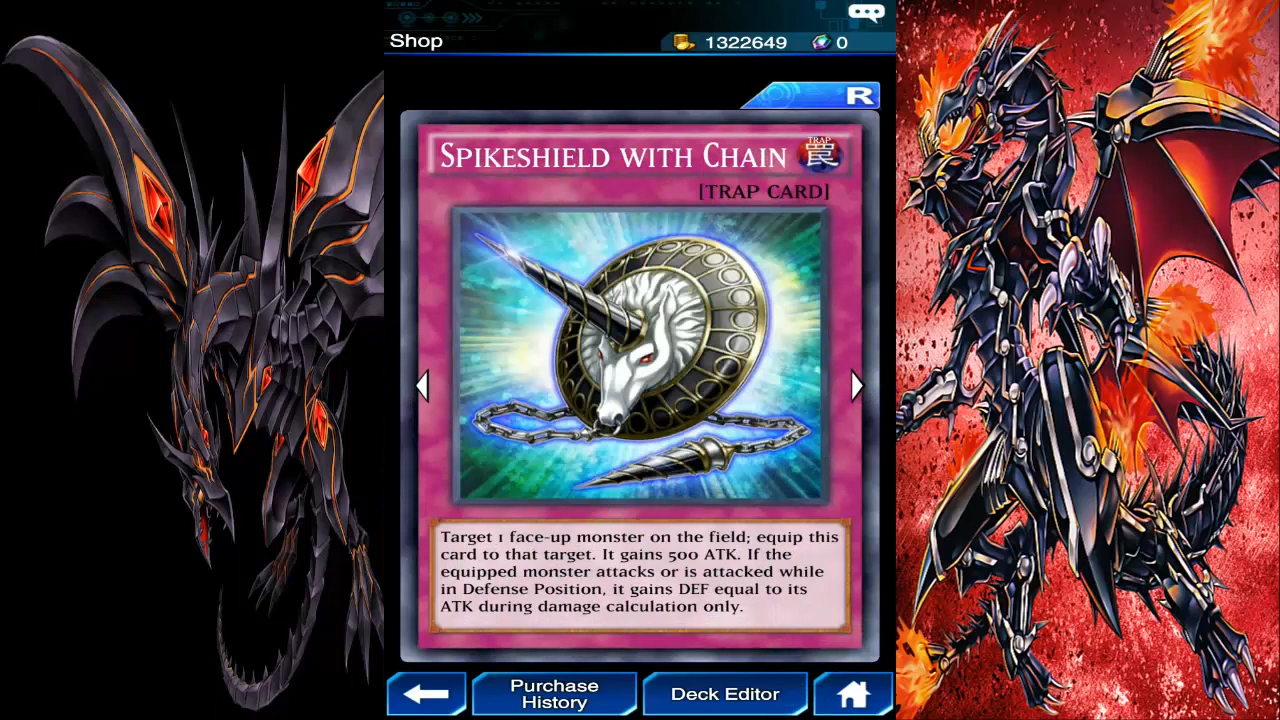 Shop
1322649
0
R
SPIKESHIELD WITH CHAIN
TRAP
罠
[TRAP CARD]
Target 1 face-up monster on the field; equip this
card to that target. It gains 500 ATK. If the
equipped monster attacks or is attacked while
in Defense Position, it gains DEF equal to its
ATK during damage calculation only.
Purchase
History
Deck Editor